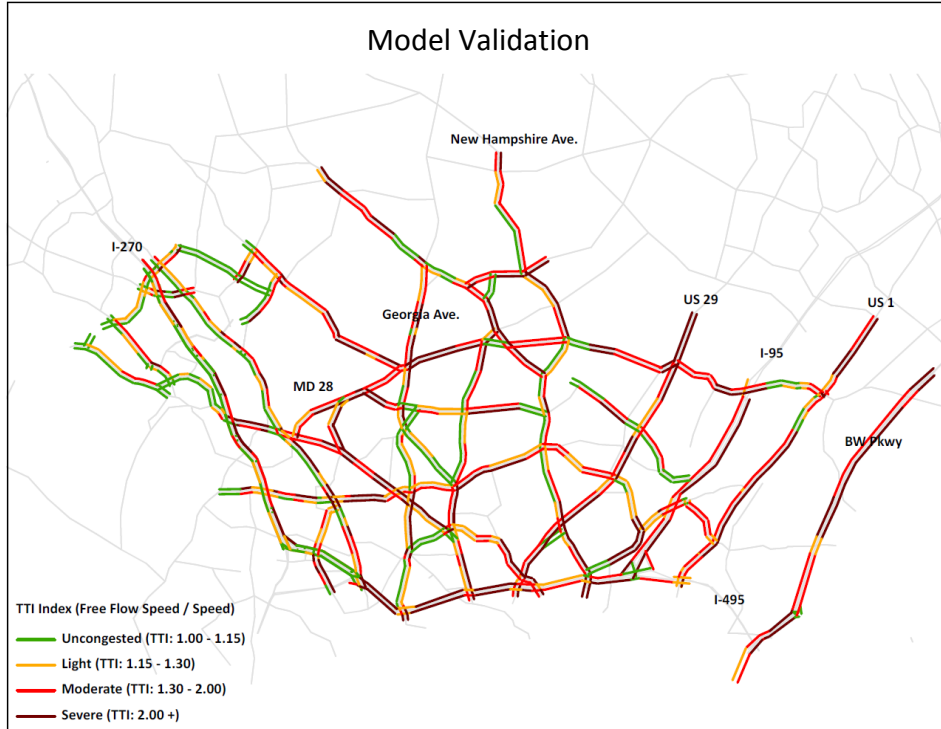 Model Validation
New Hampshire Ave.
I-270
US 29
US 1
Georgia Ave.
I-95
MD 28
BW Pkwy
I-495
TTI Index (Free Flow Speed / Speed)
Uncongested (TTI: 1.00 - 1.15)
Light (TTI: 1.15 - 1.30)
Moderate (TTI: 1.30 - 2.00)
Severe (TTI: 2.00 +)